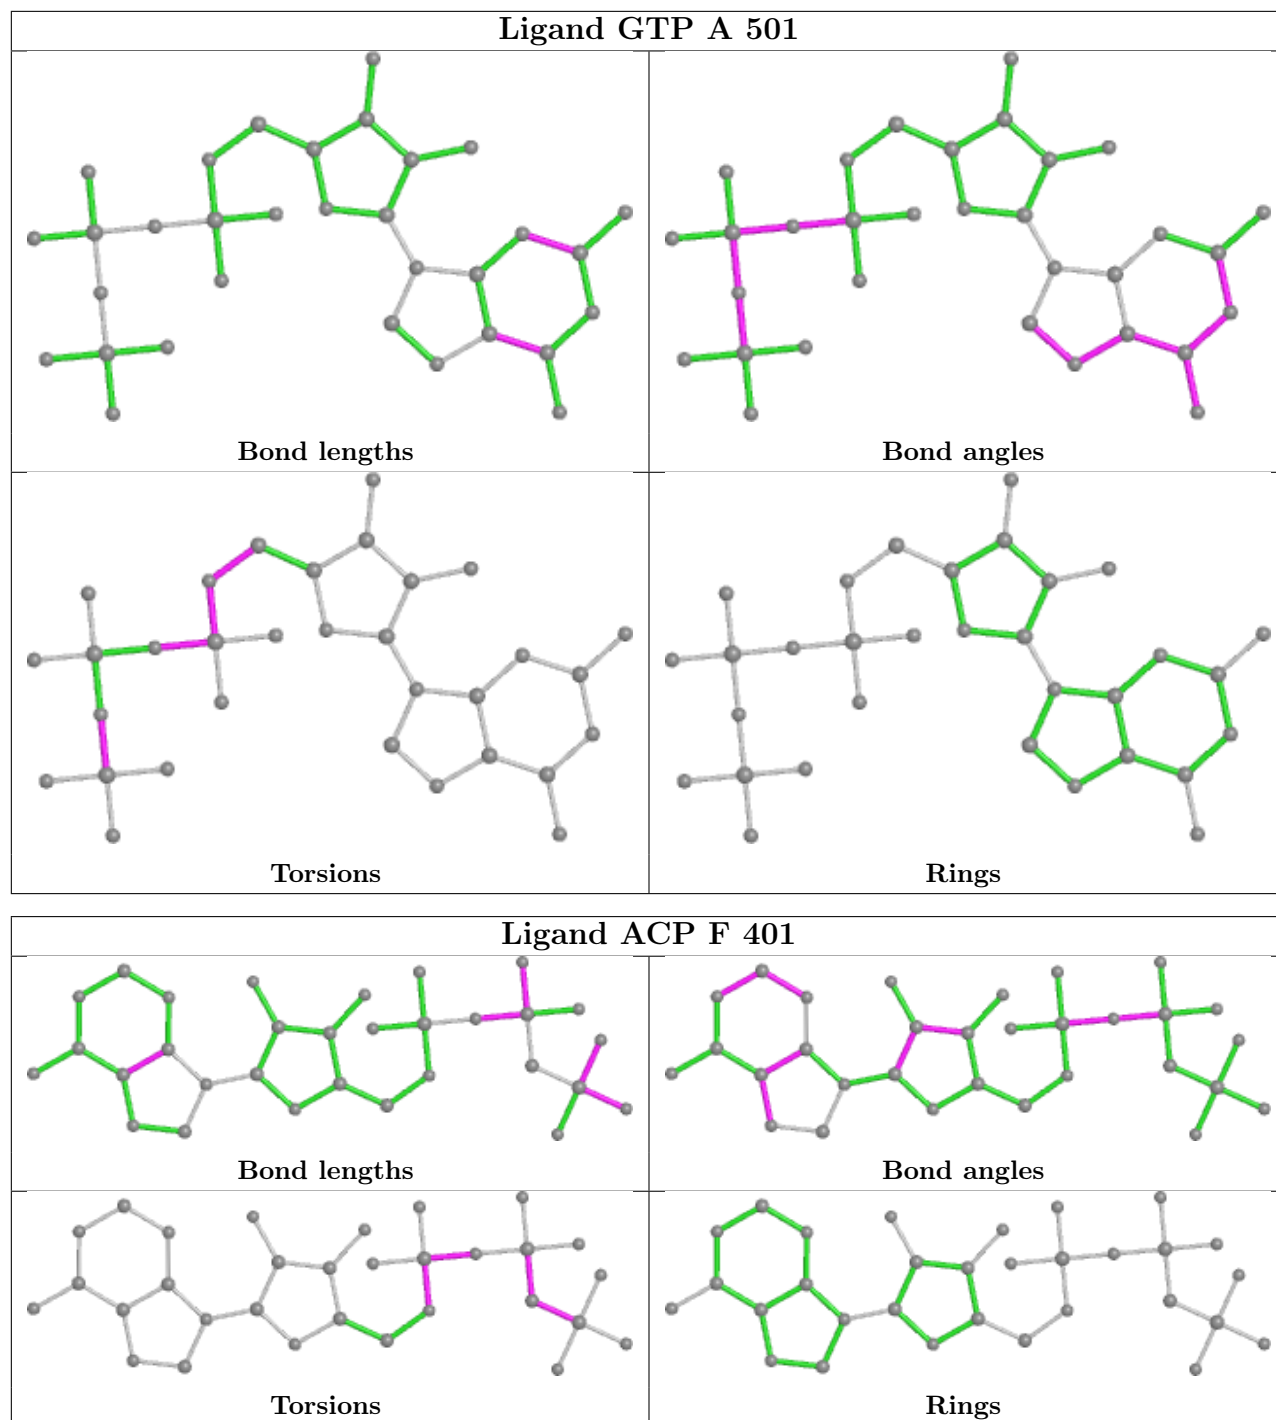 Ligand GTP A 501
Bond lengths
Bond angles
Torsions
Rings
Ligand ACP F 401
Bond lengths
Bond angles
Torsions
Rings